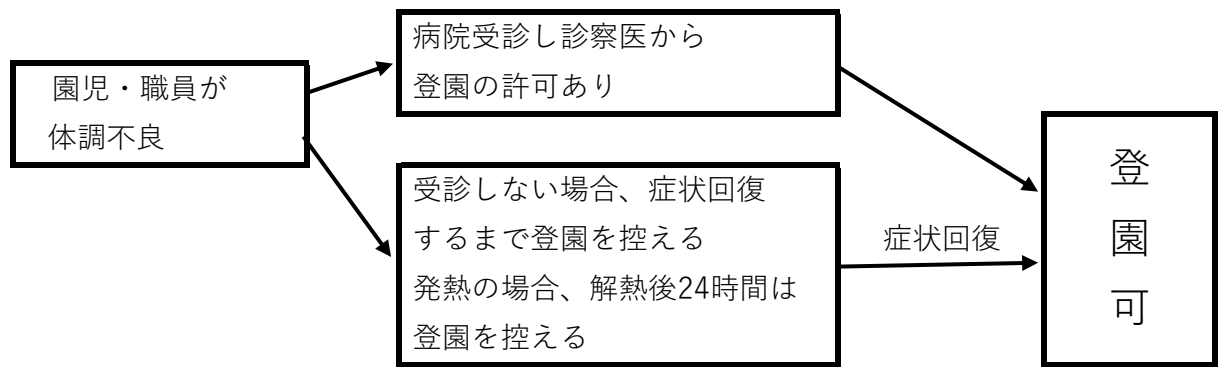 園児・職員が
体調不良
病院受診し診察医から
登園の許可あり
受診しない場合、症状回復
するまで登園を控える
発熱の場合、解熱後24時間は
登園を控える
症状回復
登
園
可